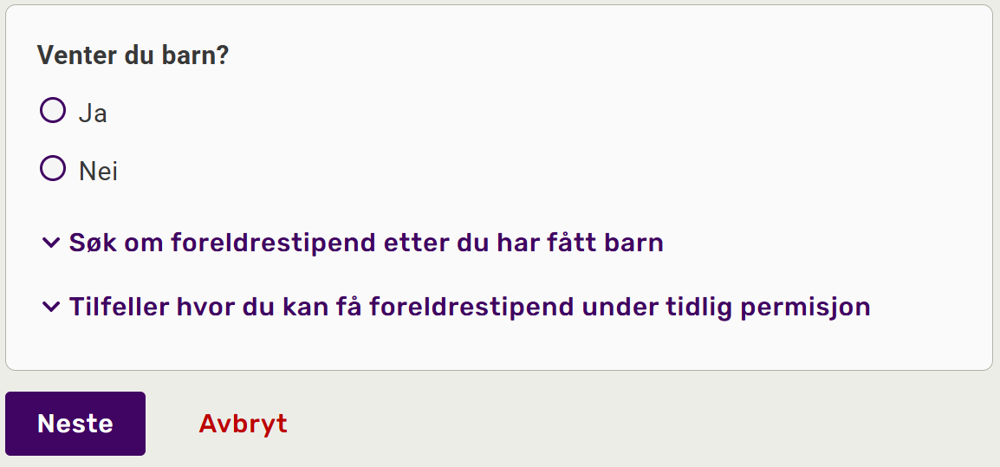 Venter du barn?
Ja
Nei
Søk om foreldrestipend etter du har fått barn
Tilfeller hvor du kan få foreldrestipend under tidlig permisjon
Neste
Avbryt